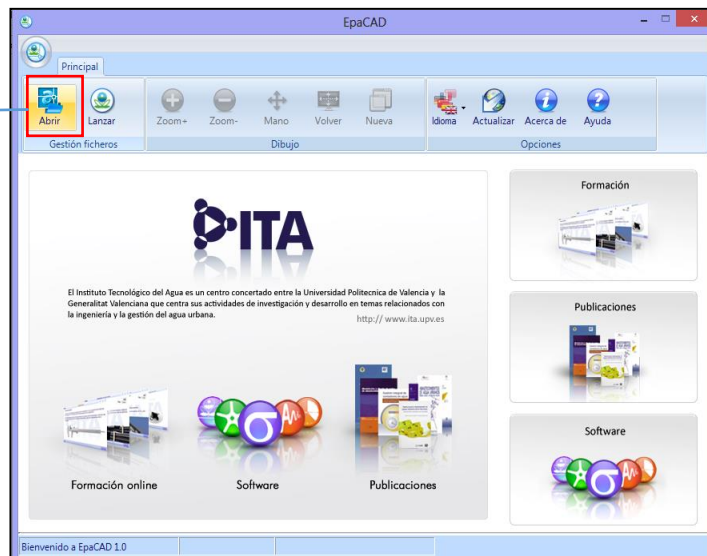 EpaCAD
Principal
Abrir
Lanzar
Zoom+
Zoom-
Mano
Volver
Nueva
Idioma
Actualizar
Acerca de
Ayuda
Gestión ficheros
Dibujo
Opciones
ITA
El Instituto Tecnológico del Agua es un centro concertado entre la Universidad Politecnica de Valencia y la
Generalitat Valenciana que centra sus actividades de investigación y desarrollo en temas relacionados con
la ingeniería y la gestión del agua urbana.
http:// www.ita.upv.es
Formación online
Software
Publicaciones
Formación
Publicaciones
Software
Bienvenido a EpaCAD 1.0